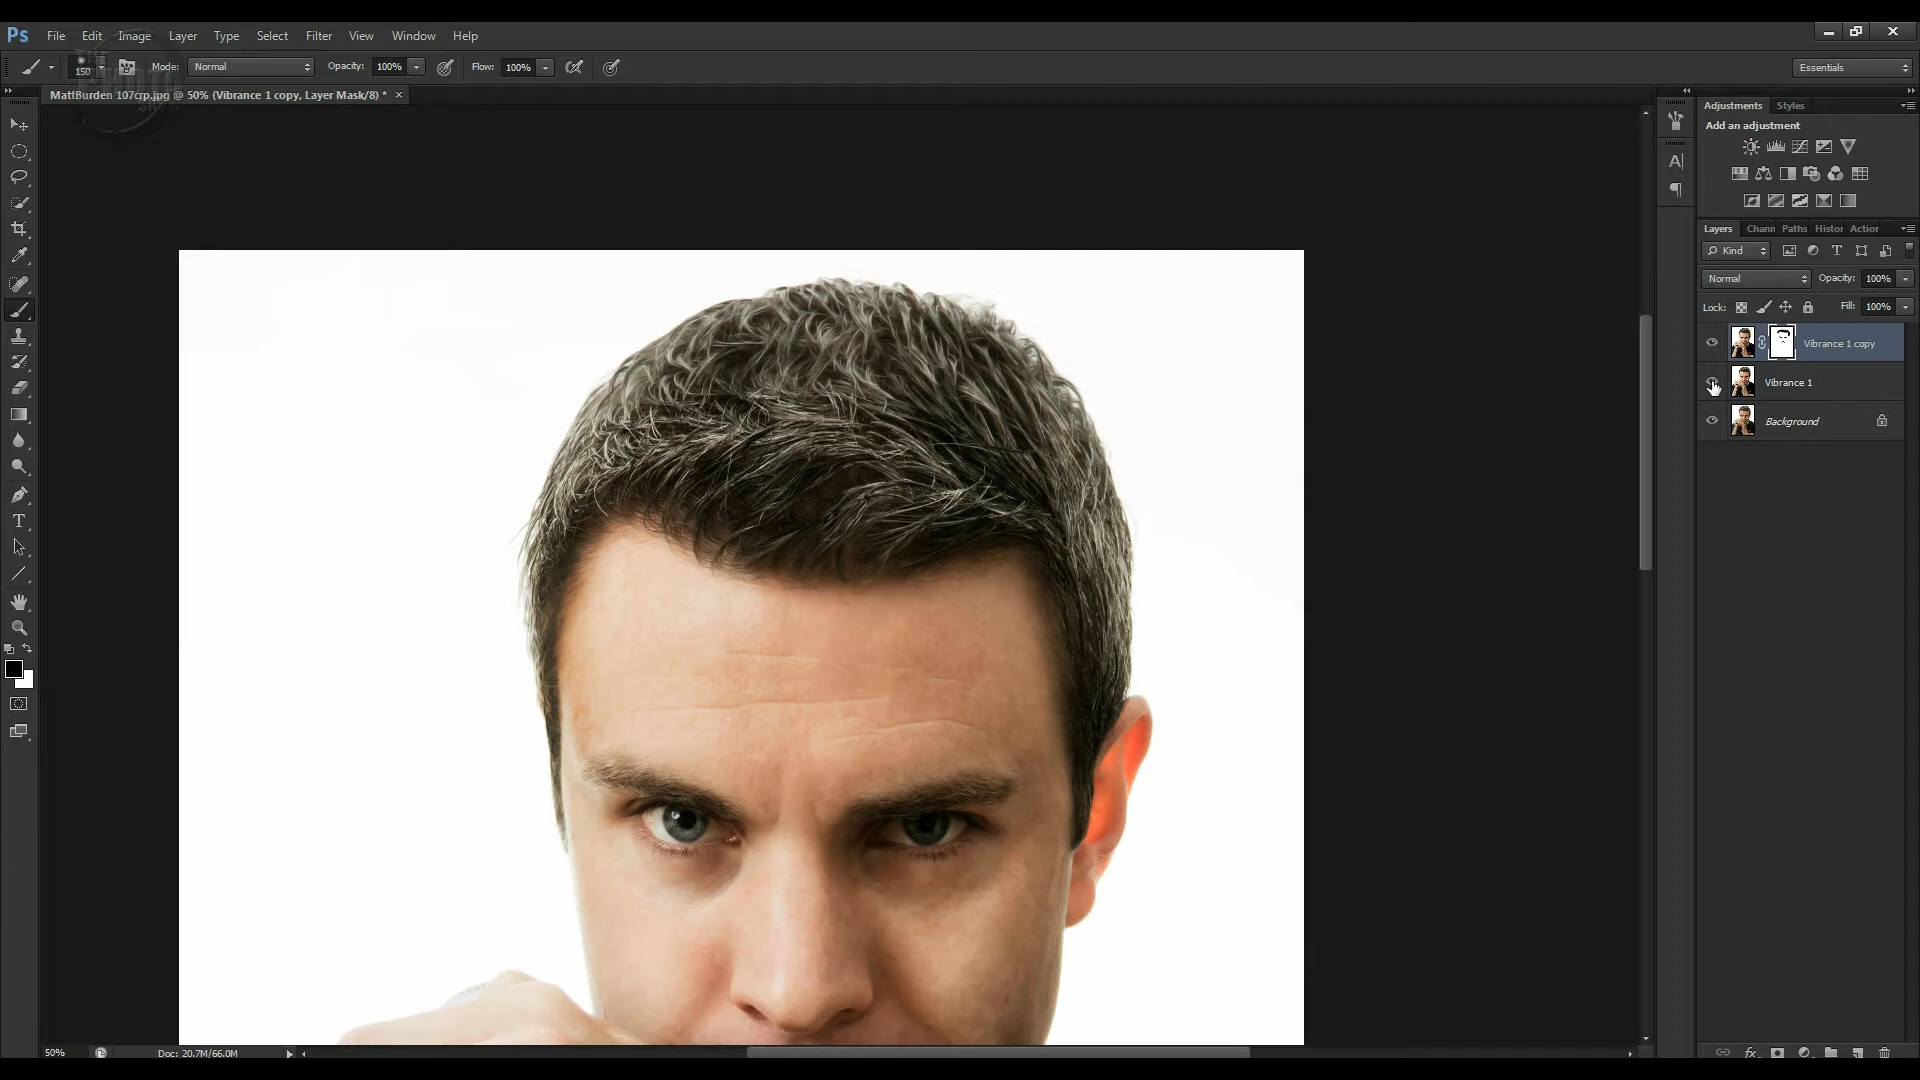 Ps File Edit Image Layer Type Select Filter View Window Help
150 Mode: Normal Opacity: 100% Flow: 100% Essentials
MattBurden 107crp.jpg @ 50% (Vibrance 1 copy, Layer Mask/8) * ×
Adjustments Styles
Add an adjustment
Layers Chann Paths Histor Action
Kind
Normal Opacity: 100%
Lock: Fill: 100%
Vibrance 1 copy
Vibrance 1
Background
50% Doc: 20.7M/66.0M